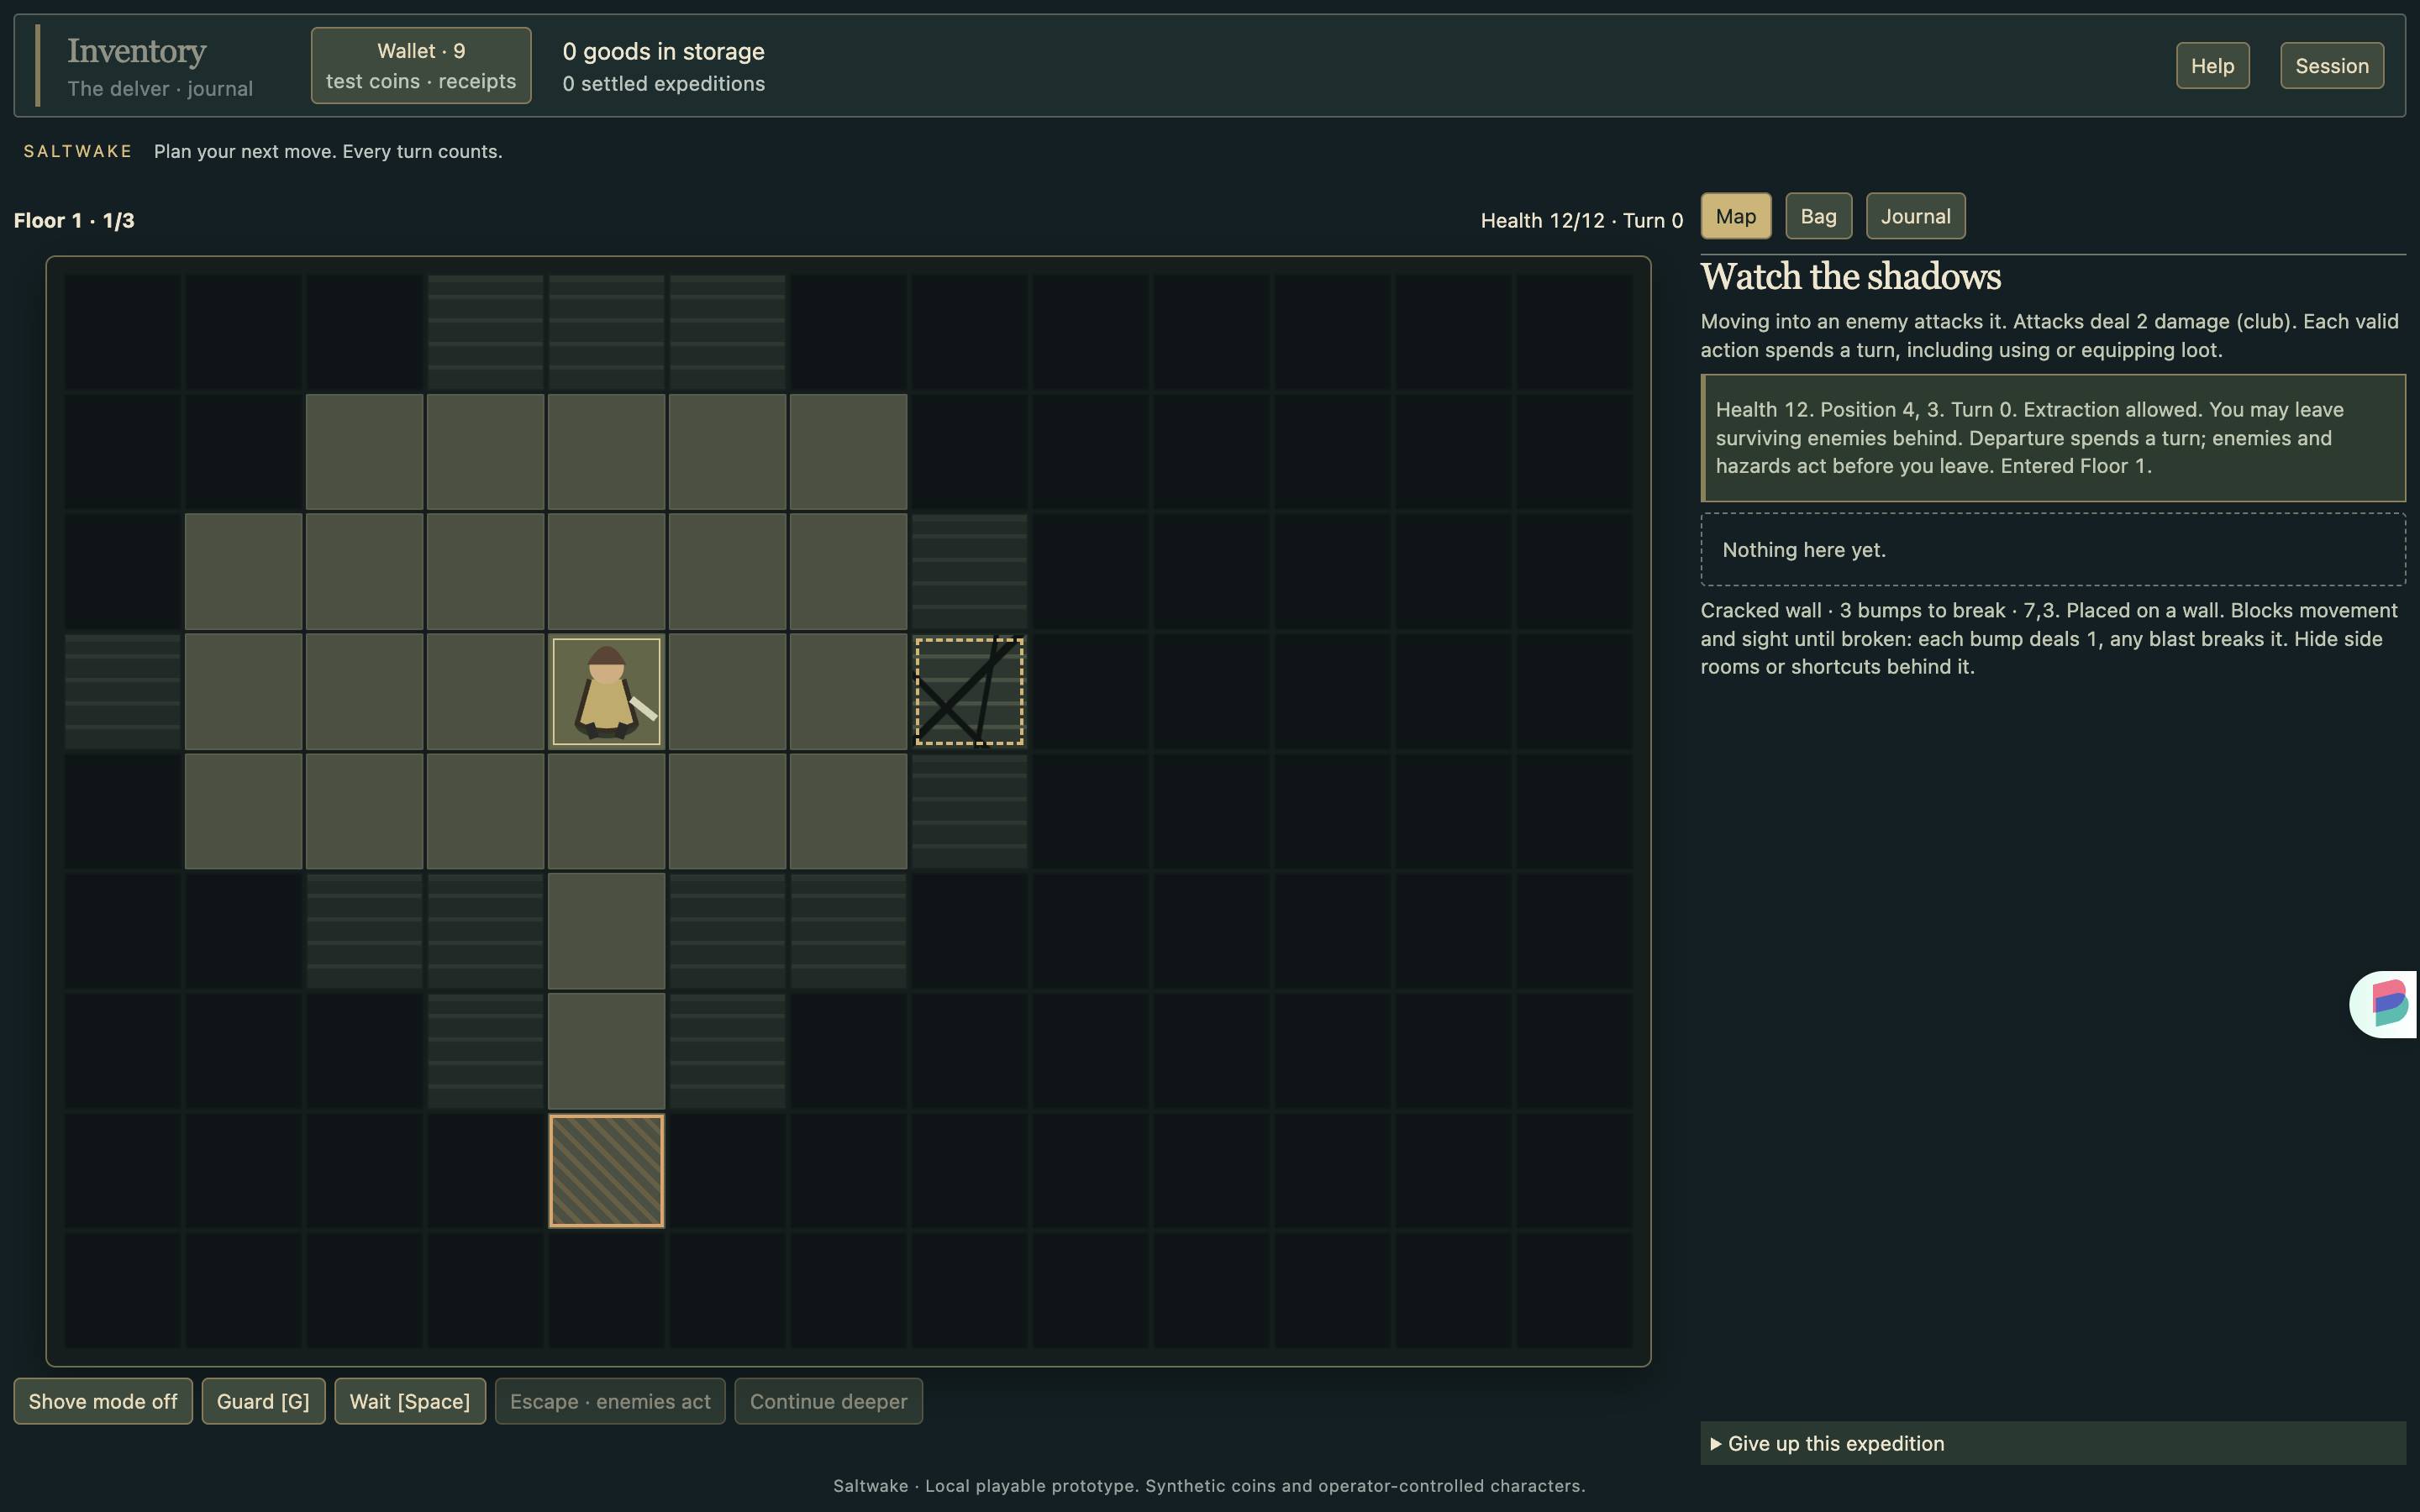 Inventory
The delver · journal
Wallet · 9
test coins · receipts
0 goods in storage
0 settled expeditions
Help
Session
SALTWAKE Plan your next move. Every turn counts.
Floor 1 · 1/3
Health 12/12 · Turn 0
Map
Bag
Journal
Watch the shadows
Moving into an enemy attacks it. Attacks deal 2 damage (club). Each valid
action spends a turn, including using or equipping loot.
Health 12. Position 4, 3. Turn 0. Extraction allowed. You may leave
surviving enemies behind. Departure spends a turn; enemies and
hazards act before you leave. Entered Floor 1.
Nothing here yet.
Cracked wall · 3 bumps to break · 7,3. Placed on a wall. Blocks movement
and sight until broken: each bump deals 1, any blast breaks it. Hide side
rooms or shortcuts behind it.
Shove mode off
Guard [G]
Wait [Space]
Escape · enemies act
Continue deeper
Give up this expedition
Saltwake · Local playable prototype. Synthetic coins and operator-controlled characters.